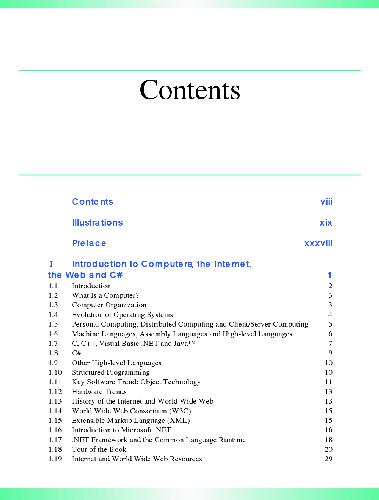 Contents
Contents viii
Illustrations xix
Preface xxxviii
1 Introduction to Computers, the Internet,
the Web and C# 1
1.1 Introduction 2
1.2 What Is a Computer? 3
1.3 Computer Organization 3
1.4 Evolution of Operating Systems 4
1.5 Personal Computing, Distributed Computing and Client/Server Computing 5
1.6 Machine Languages, Assembly Languages and High-level Languages 6
1.7 C, C++, Visual Basic .NET and Java™ 7
1.8 C# 9
1.9 Other High-level Languages 10
1.10 Structured Programming 10
1.11 Key Software Trend: Object Technology 11
1.12 Hardware Trends 13
1.13 History of the Internet and World Wide Web 13
1.14 World Wide Web Consortium (W3C) 15
1.15 Extensible Markup Language (XML) 15
1.16 Introduction to Microsoft .NET 16
1.17 .NET Framework and the Common Language Runtime 18
1.18 Tour of the Book 20
1.19 Internet and World Wide Web Resources 29